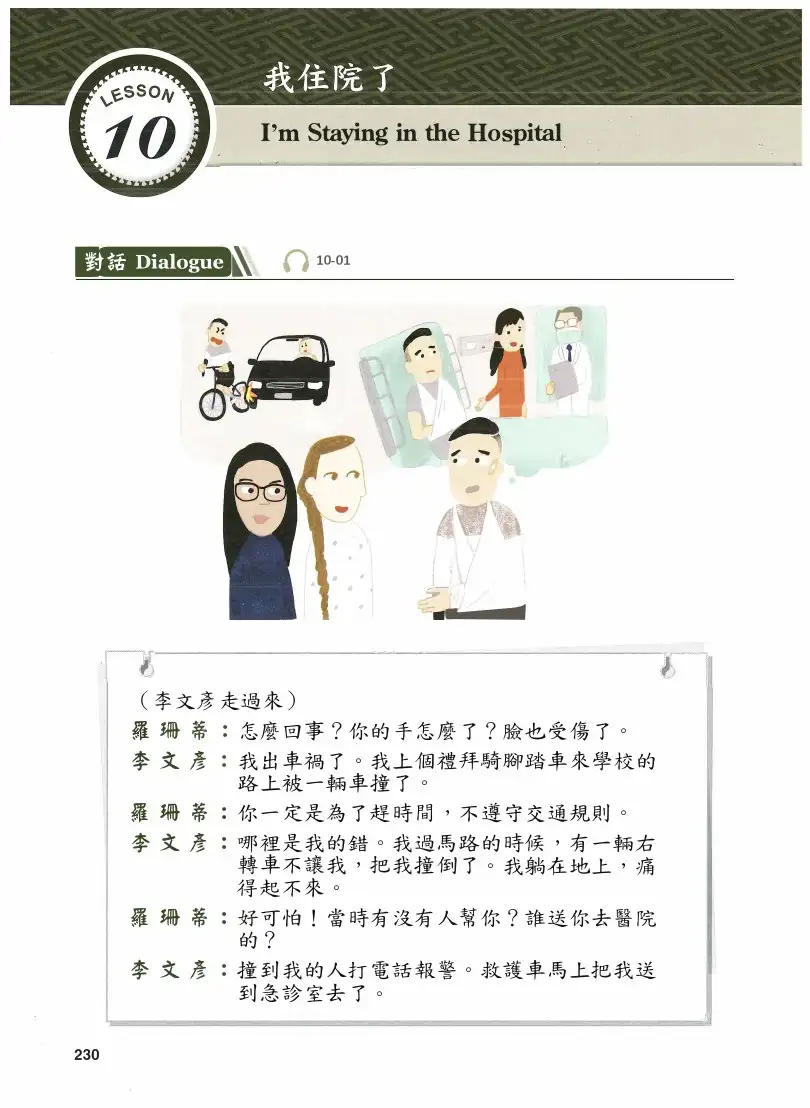 LESSON
10
我住院了
I'm Staying in the Hospital
對話 Dialogue
10-01
（李文彥走過來）
羅珊蒂：怎麼回事？你的手怎麼了？臉也受傷了。
李文彥：我出車禍了。我上個禮拜騎腳踏車來學校的
路上被一輛車撞了。
羅珊蒂：你一定是為了趕時間，不遵守交通規則。
李文彥：哪裡是我的錯。我過馬路的時候，有一輛右
轉車不讓我，把我撞倒了。我躺在地上，痛
得起不來。
羅珊蒂：好可怕！當時有沒有人幫你？誰送你去醫院
的？
李文彥：撞到我的人打電話報警。救護車馬上把我送
到急診室去了。
230